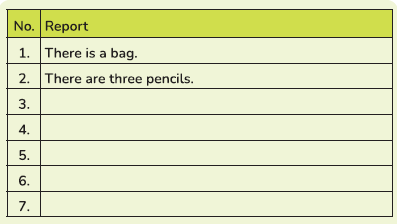 No. Report
1. There is a bag.
2. There are three pencils.
3.
4.
5.
6.
7.